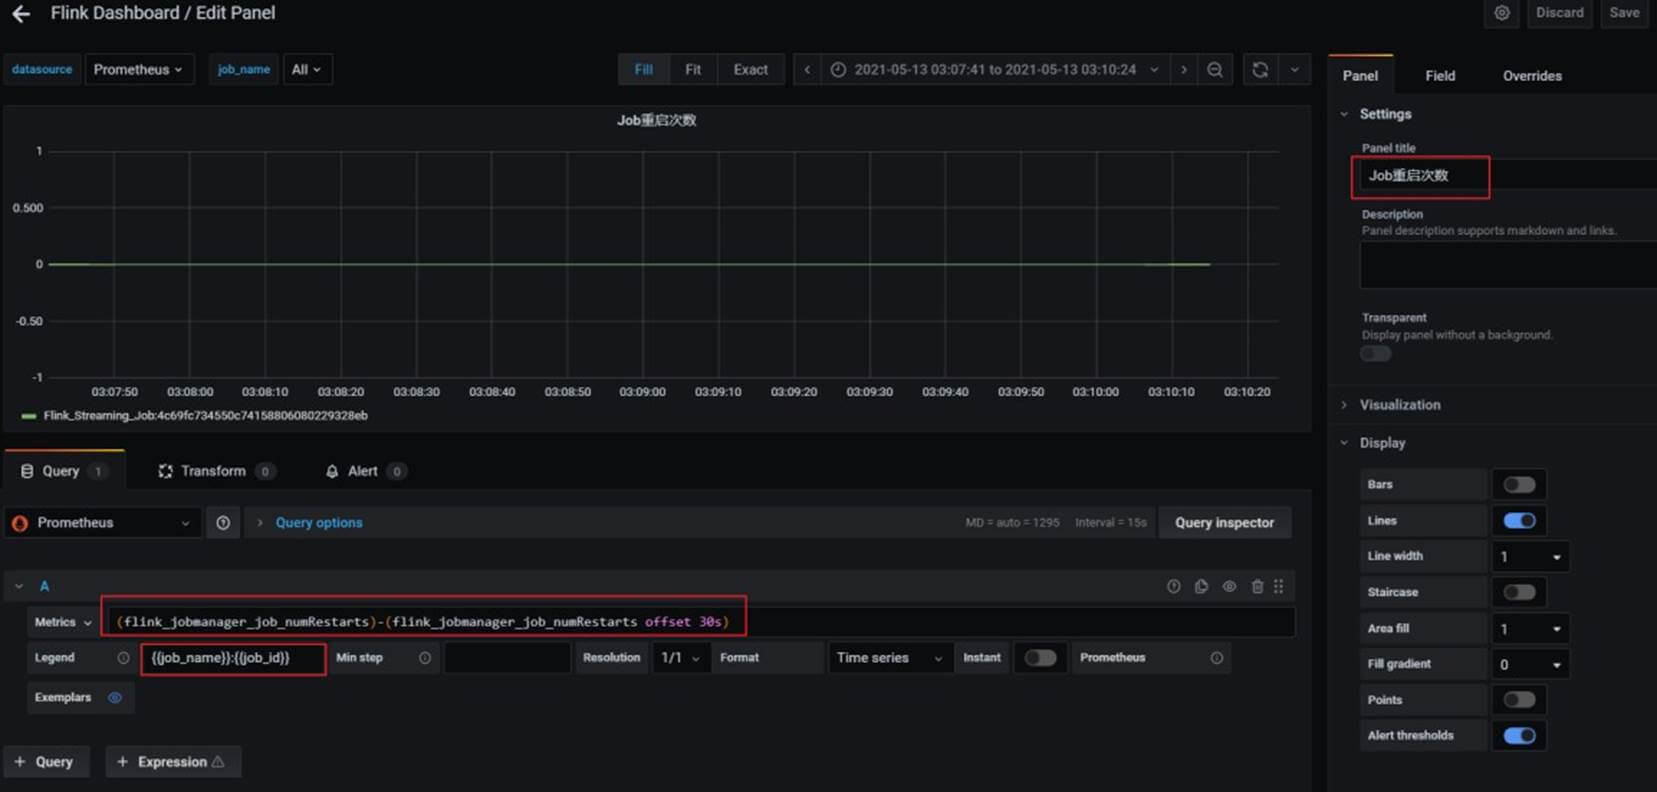 Flink Dashboard / Edit Panel
Discard
Save
datasource
Prometheus
job_name
All
Fill
Fit
Exact
2021-05-13 03:07:41 to 2021-05-13 03:10:24
Job重启次数
1
0.500
0
-0.50
-1
03:07:50 03:08:00 03:08:10 03:08:20 03:08:30 03:08:40 03:08:50 03:09:00 03:09:10 03:09:20 03:09:30 03:09:40 03:09:50 03:10:00 03:10:10 03:10:20
Flink_Streaming_Job:4c69fc734550c74158806080229328eb
Query 1
Transform 0
Alert 0
Prometheus
Query options
MD = auto = 1295
Interval = 15s
Query inspector
A
Metrics
(flink_jobmanager_job_numRestarts)-(flink_jobmanager_job_numRestarts offset 30s)
Legend
{{job_name}}:{{job_id}}
Min step
Resolution
1/1
Format
Time series
Instant
Prometheus
Exemplars
+ Query
+ Expression
Panel
Field
Overrides
Settings
Panel title
Job重启次数
Description
Panel description supports markdown and links.
Transparent
Display panel without a background.
Visualization
Display
Bars
Lines
Line width
1
Staircase
Area fill
1
Fill gradient
0
Points
Alert thresholds